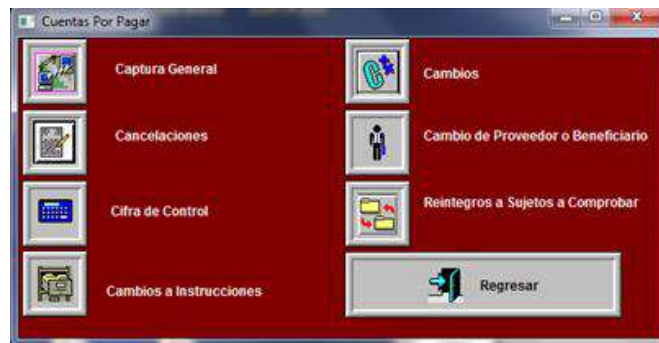 Cuentas Por Pagar
Captura General
Cambios
Cancelaciones
Cambio de Proveedor o Beneficiario
Cifra de Control
Reintegros a Sujetos a Comprobar
Cambios a Instrucciones
Regresar